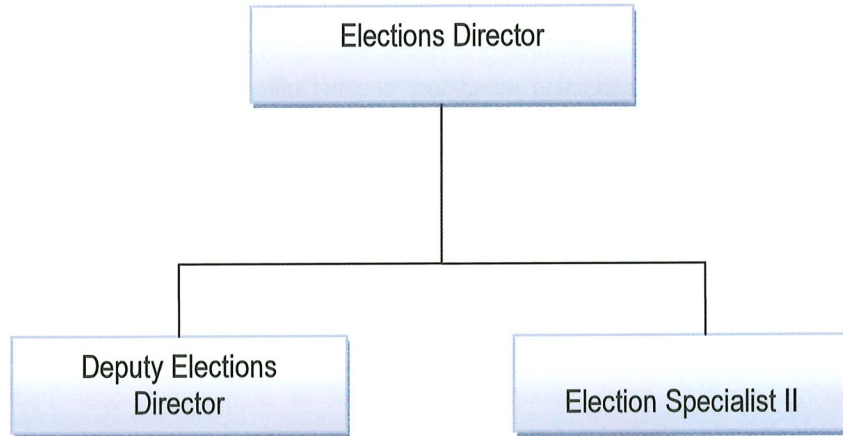 Elections Director
Deputy Elections
Director
Election Specialist II